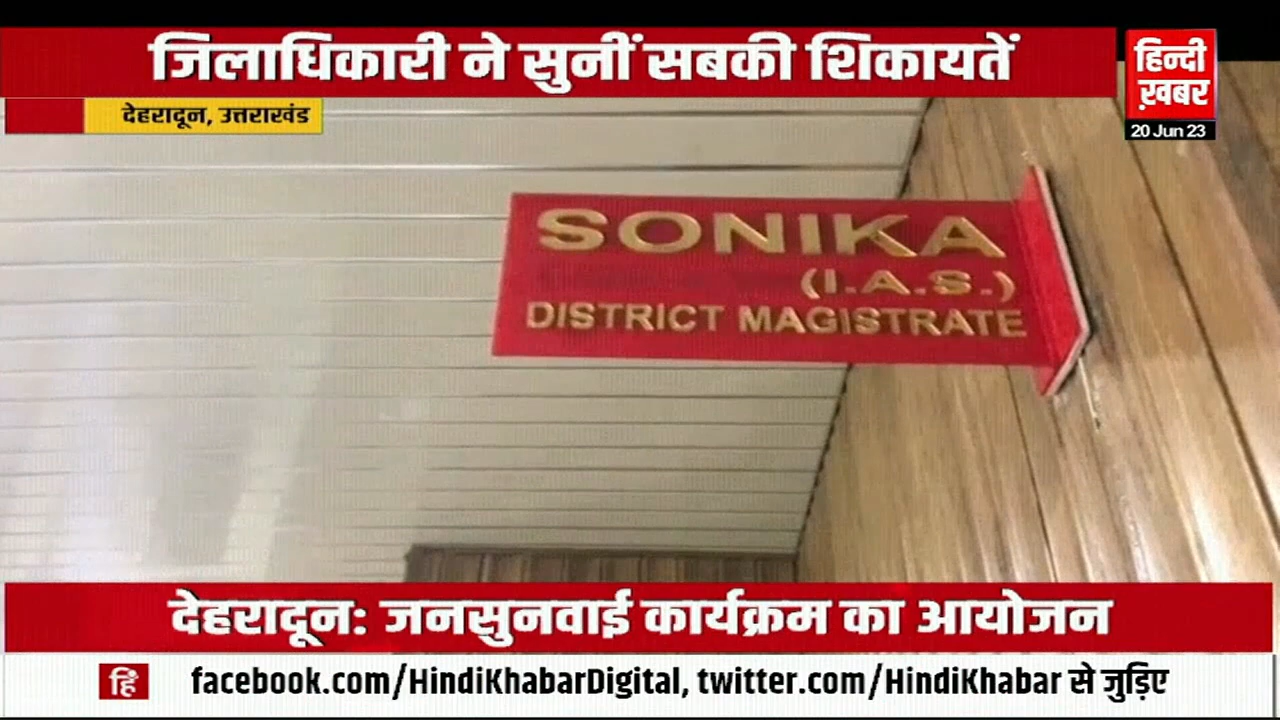 जिलाधिकारी ने सुनीं सबकी शिकायतें
हिन्दी
ख़बर
20 Jun 23
देहरादून, उत्तराखंड
SONIKA
(I.A.S.)
DISTRICT MAGISTRATE
देहरादून: जनसुनवाई कार्यक्रम का आयोजन
हिं facebook.com/HindiKhabarDigital, twitter.com/HindiKhabar से जुड़िए